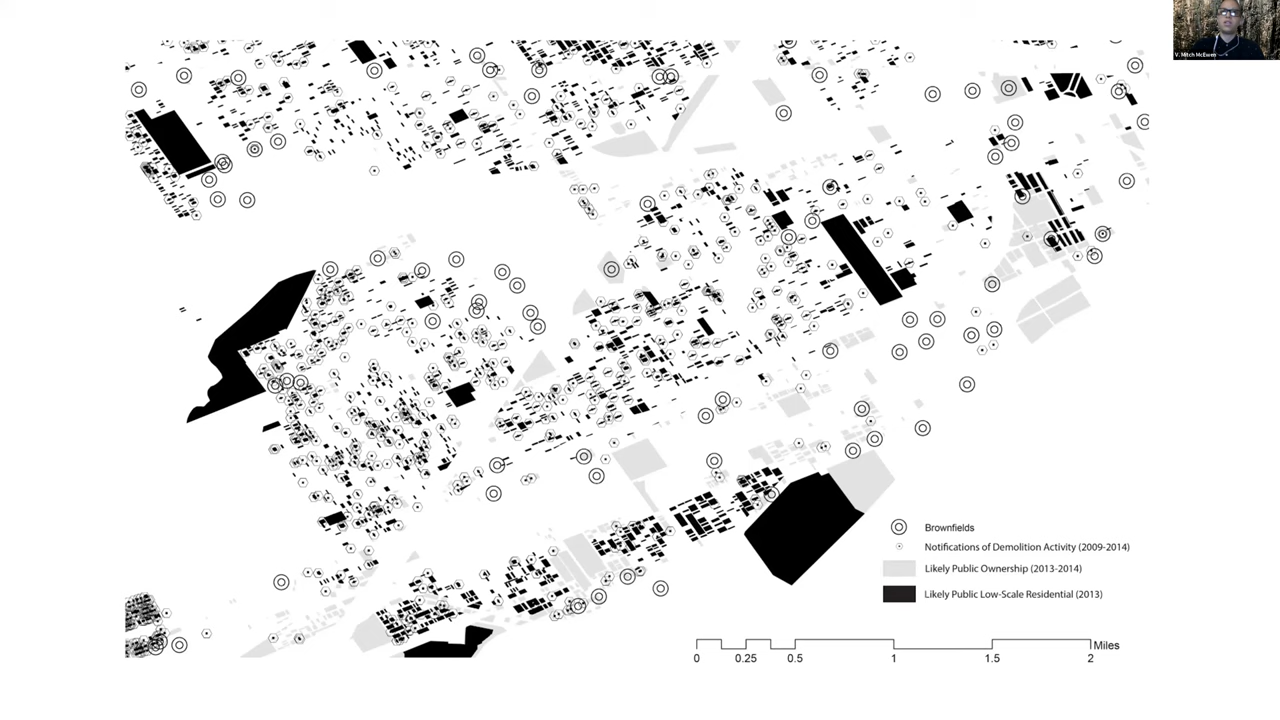 V. Mitch McEwen
Brownfields
Notifications of Demolition Activity (2009-2014)
Likely Public Ownership (2013-2014)
Likely Public Low-Scale Residential (2013)
Miles
0 0.25 0.5 1 1.5 2